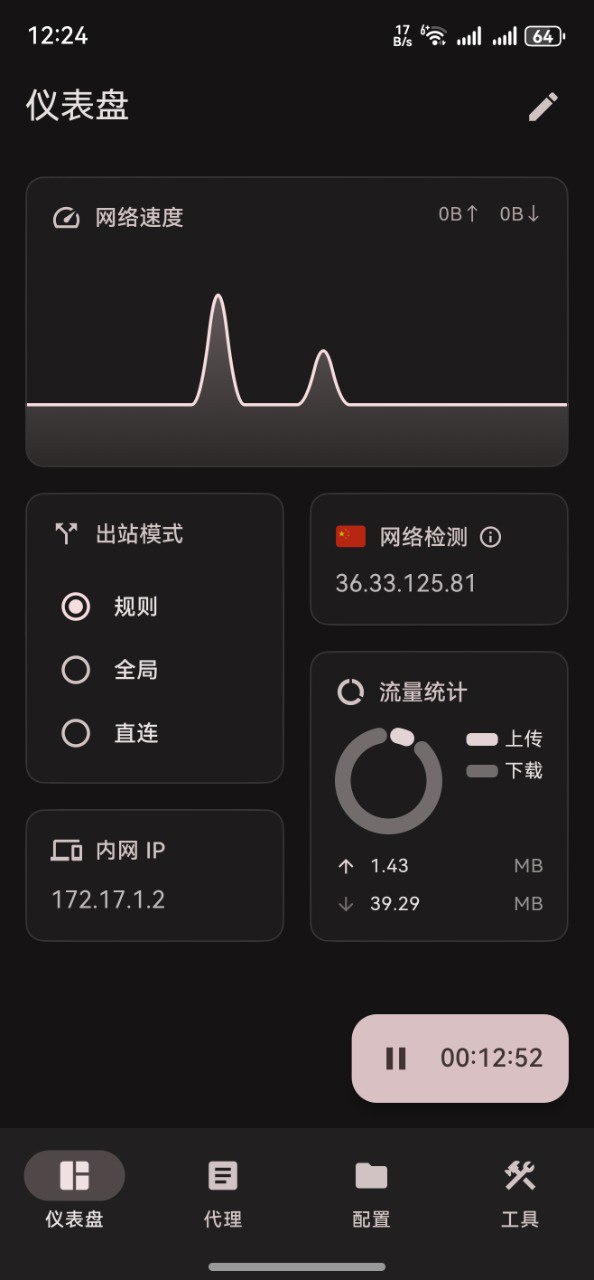 12:24
17
B/s
6+
64
仪表盘
网络速度
0B↑ 0B↓
出站模式
规则
全局
直连
网络检测
36.33.125.81
流量统计
上传
下载
↑ 1.43 MB
↓ 39.29 MB
内网 IP
172.17.1.2
00:12:52
仪表盘
代理
配置
工具